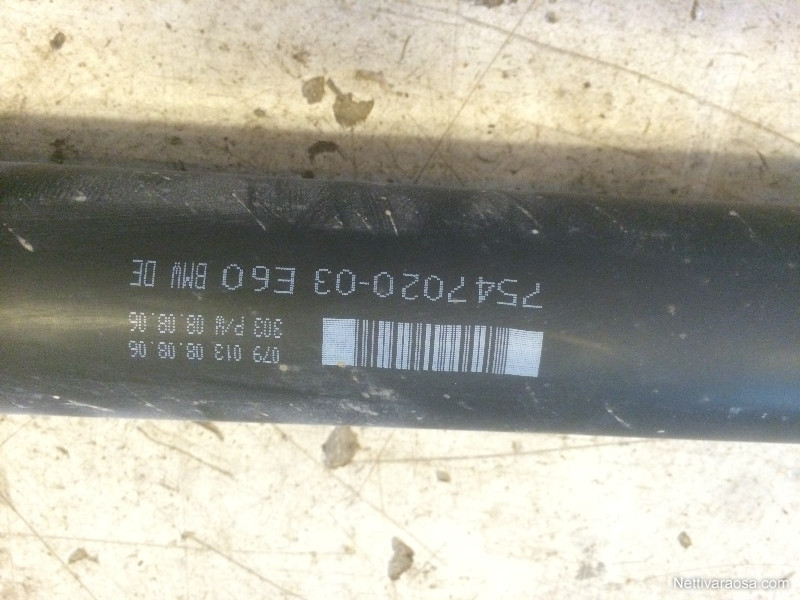 079 013 08.08.06
303 P/W 08.08.06
7547020-03 E60 BMW DE
Nettivaraosa.com